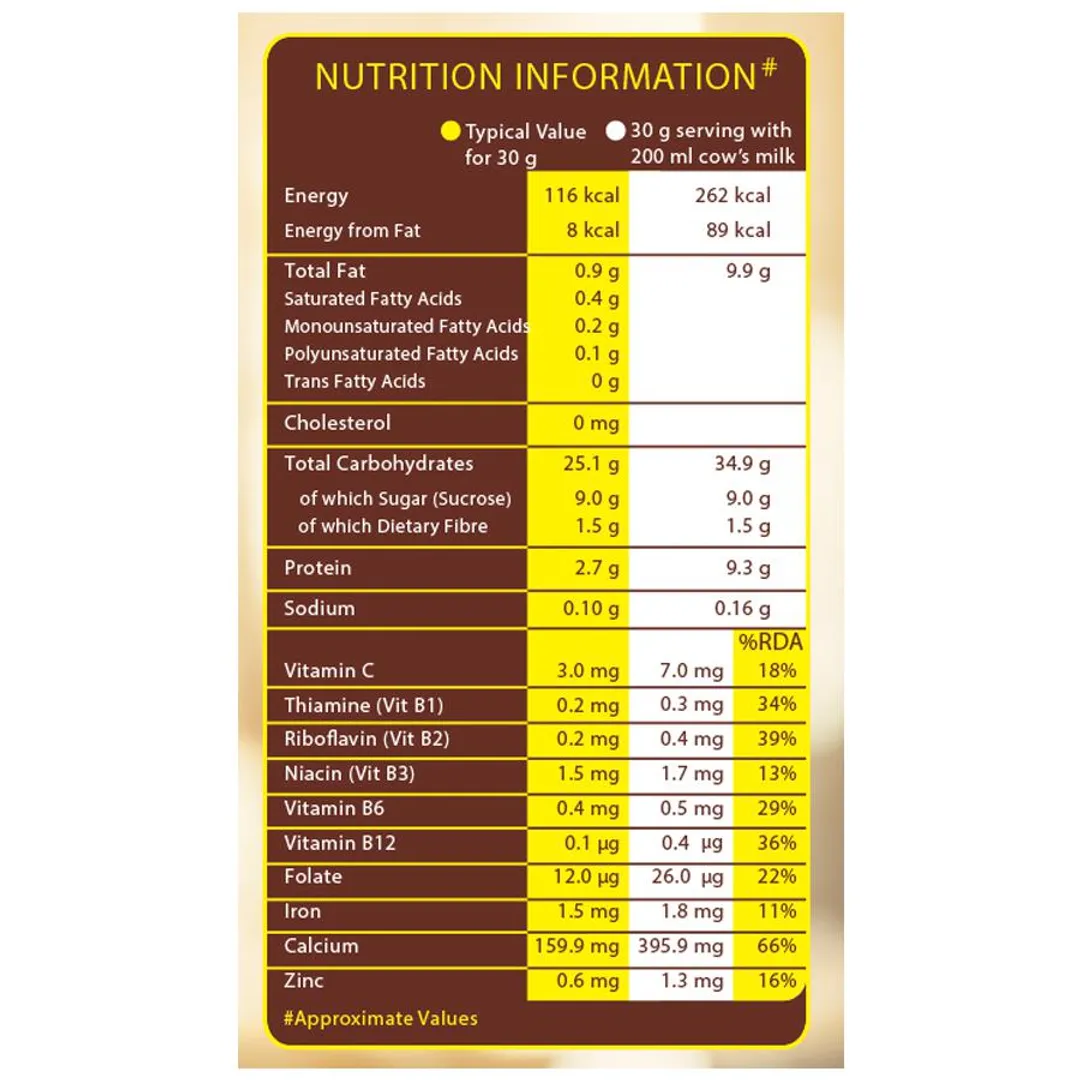 NUTRITION INFORMATION#
Typical Value for 30 g
30 g serving with 200 ml cow's milk
Energy 116 kcal 262 kcal
Energy from Fat 8 kcal 89 kcal
Total Fat 0.9 g 9.9 g
Saturated Fatty Acids 0.4 g
Monounsaturated Fatty Acids 0.2 g
Polyunsaturated Fatty Acids 0.1 g
Trans Fatty Acids 0 g
Cholesterol 0 mg
Total Carbohydrates 25.1 g 34.9 g
of which Sugar (Sucrose) 9.0 g 9.0 g
of which Dietary Fibre 1.5 g 1.5 g
Protein 2.7 g 9.3 g
Sodium 0.10 g 0.16 g
%RDA
Vitamin C 3.0 mg 7.0 mg 18%
Thiamine (Vit B1) 0.2 mg 0.3 mg 34%
Riboflavin (Vit B2) 0.2 mg 0.4 mg 39%
Niacin (Vit B3) 1.5 mg 1.7 mg 13%
Vitamin B6 0.4 mg 0.5 mg 29%
Vitamin B12 0.1 µg 0.4 µg 36%
Folate 12.0 µg 26.0 µg 22%
Iron 1.5 mg 1.8 mg 11%
Calcium 159.9 mg 395.9 mg 66%
Zinc 0.6 mg 1.3 mg 16%
#Approximate Values